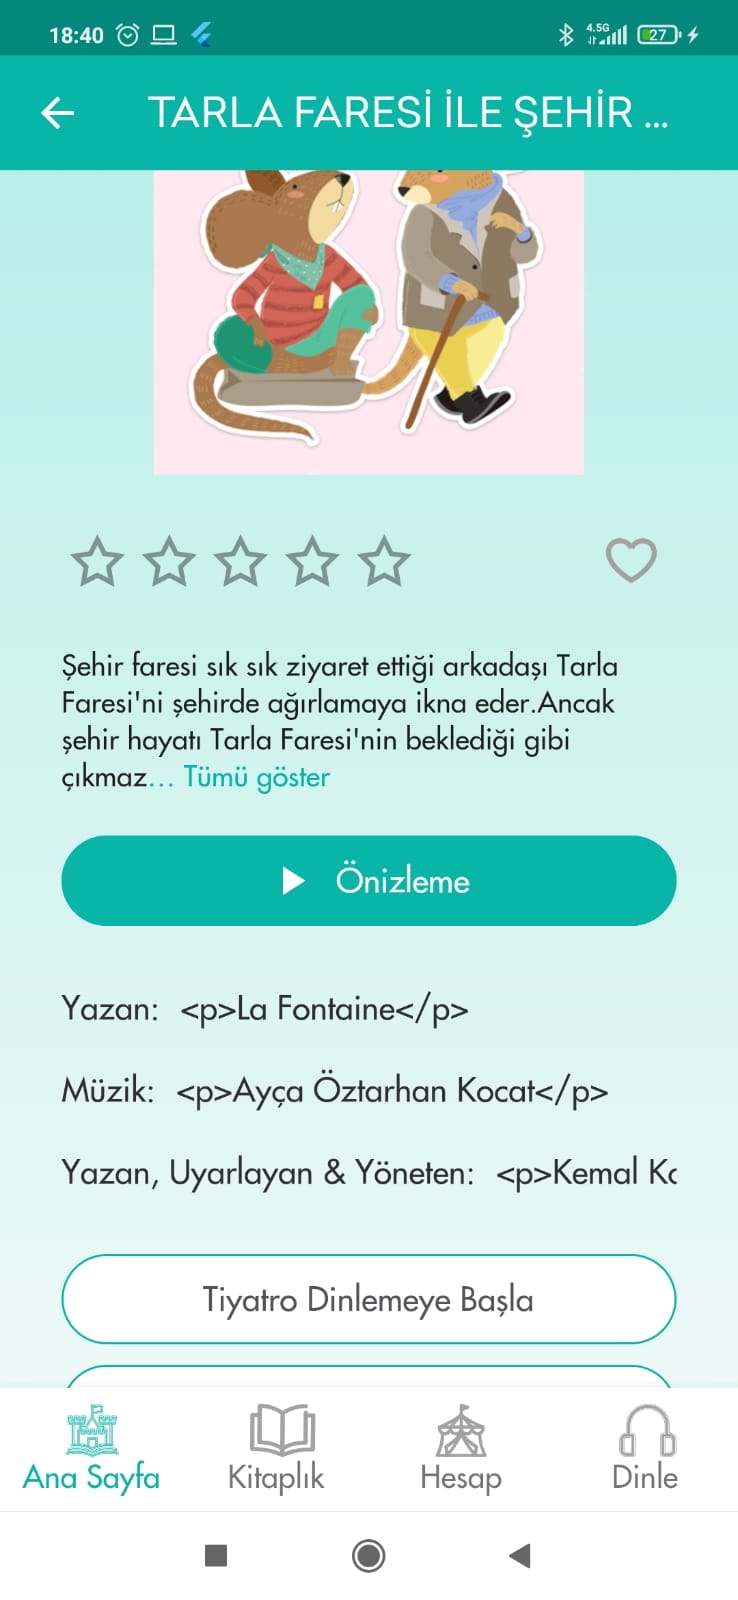 18:40
4.5G
27
TARLA FARESİ İLE ŞEHİR ...
Şehir faresi sık sık ziyaret ettiği arkadaşı Tarla
Faresi'ni şehirde ağırlamaya ikna eder.Ancak
şehir hayatı Tarla Faresi'nin beklediği gibi
çıkmaz... Tümü göster
Önizleme
Yazan: <p>La Fontaine</p>
Müzik: <p>Ayça Öztarhan Kocat</p>
Yazan, Uyarlayan & Yöneten: <p>Kemal
Tiyatro Dinlemeye Başla
Ana Sayfa
Kitaplık
Hesap
Dinle